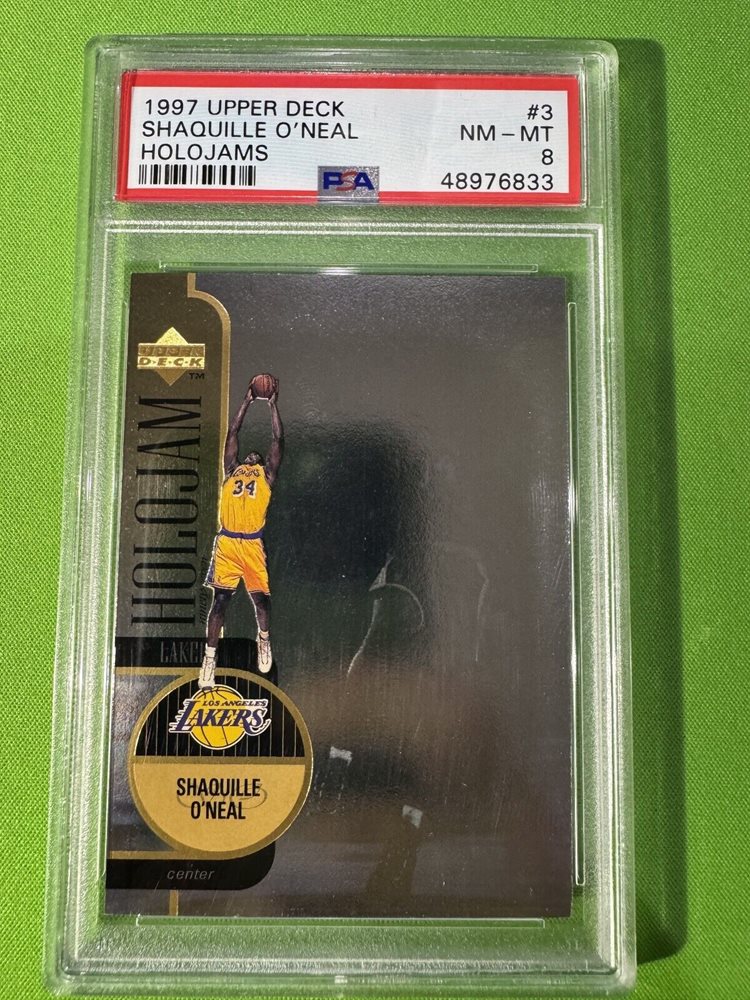 1997 UPPER DECK #3
SHAQUILLE O'NEAL NM - MT
HOLOJAMS 8
PSA 48976833
UPPER
D·E·C·K
TM
HOLOJAM
34
LOS ANGELES
LAKERS
SHAQUILLE
O'NEAL
center